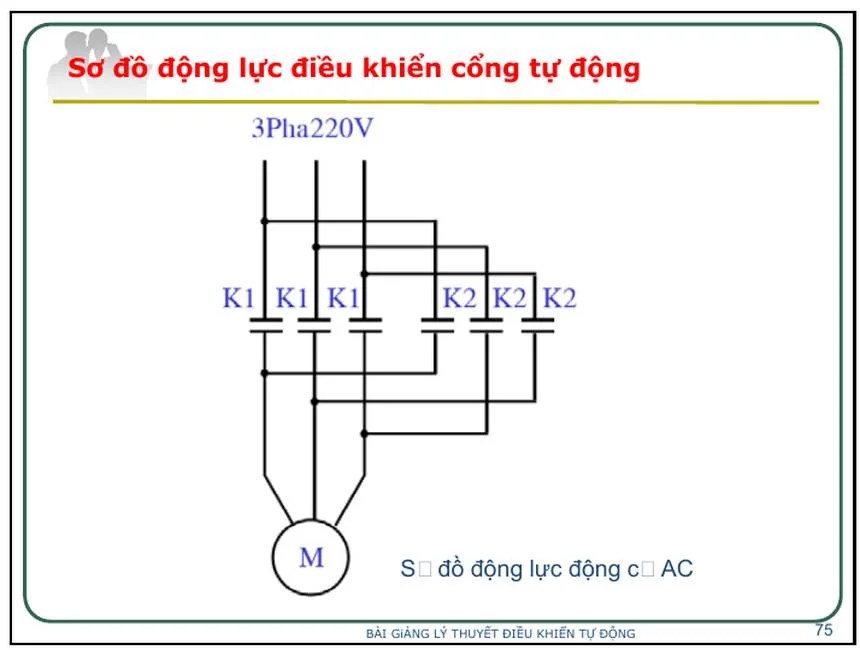 Sơ đồ động lực điều khiển cổng tự động
3Pha220V
K1 K1 K1 K2 K2 K2
M
S□ đồ động lực động c□ AC
BÀI GiẢNG LÝ THUYẾT ĐIỀU KHIỂN TỰ ĐỘNG
75